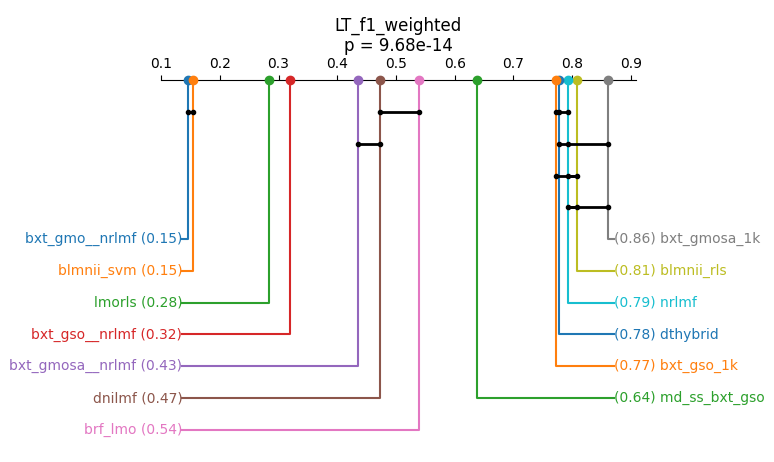 LT_f1_weighted
p = 9.68e-14
0.1 0.2 0.3 0.4 0.5 0.6 0.7 0.8 0.9
bxt_gmo__nrlmf (0.15)
(0.86) bxt_gmosa_1k
blmnii_svm (0.15)
(0.81) blmnii_rls
lmorls (0.28)
(0.79) nrlmf
bxt_gso__nrlmf (0.32)
(0.78) dthybrid
bxt_gmosa__nrlmf (0.43)
(0.77) bxt_gso_1k
dnilmf (0.47)
(0.64) md_ss_bxt_gso
brf_lmo (0.54)